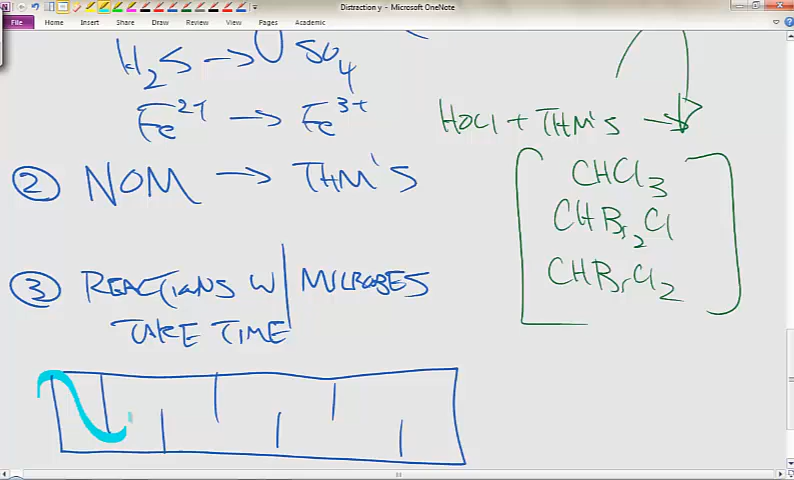 Distraction y - Microsoft OneNote
File Home Insert Share Draw Review View Pages Academic
H2S → SO4
Fe2+ → Fe3+
HOCl + THM's →
② NOM → THM's
CHCl3
CHBr2Cl
CHBrCl2
③ REACTIONS W/ MICROBES
TAKE TIME